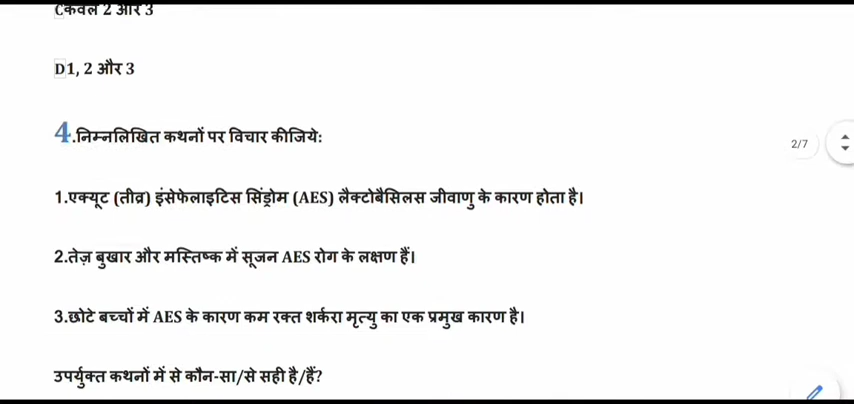 Cकेवल 2 और 3
D1, 2 और 3
4.निम्नलिखित कथनों पर विचार कीजिये:
2/7
1.एक्यूट (तीव्र) इंसेफेलाइटिस सिंड्रोम (AES) लैक्टोबैसिलस जीवाणु के कारण होता है।
2.तेज़ बुखार और मस्तिष्क में सूजन AES रोग के लक्षण हैं।
3.छोटे बच्चों में AES के कारण कम रक्त शर्करा मृत्यु का एक प्रमुख कारण है।
उपर्युक्त कथनों में से कौन-सा/से सही है/हैं?